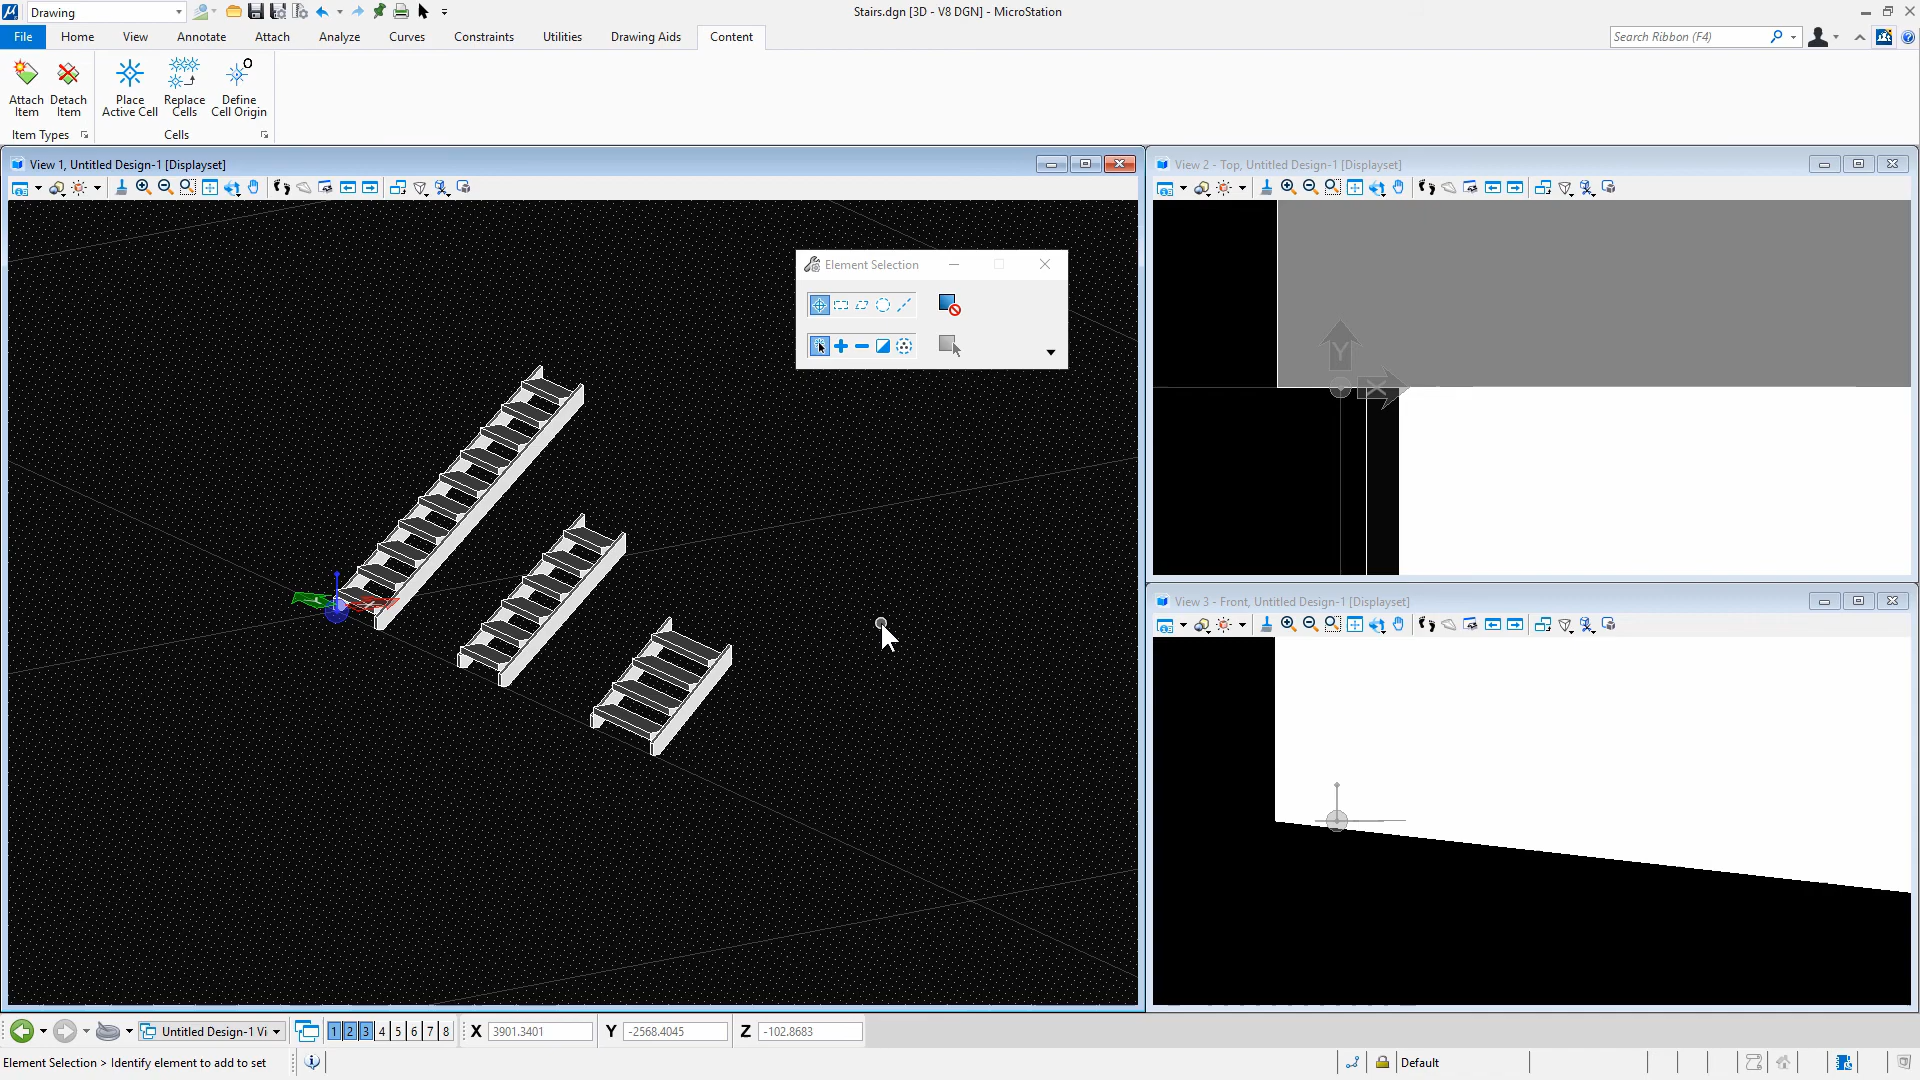 Drawing
Stairs.dgn [3D - V8 DGN] - MicroStation
File Home View Annotate Attach Analyze Curves Constraints Utilities Drawing Aids Content
Search Ribbon (F4)
O
Attach Item
Detach Item
Place Active Cell
Replace Cells
Define Cell Origin
Item Types
Cells
View 1, Untitled Design-1 [Displayset]
Element Selection
View 2 - Top, Untitled Design-1 [Displayset]
Y
X
View 3 - Front, Untitled Design-1 [Displayset]
Untitled Design-1 Vi
1 2 3 4 5 6 7 8
X 3901.3401
Y -2568.4045
Z -102.8683
Element Selection > Identify element to add to set
Default